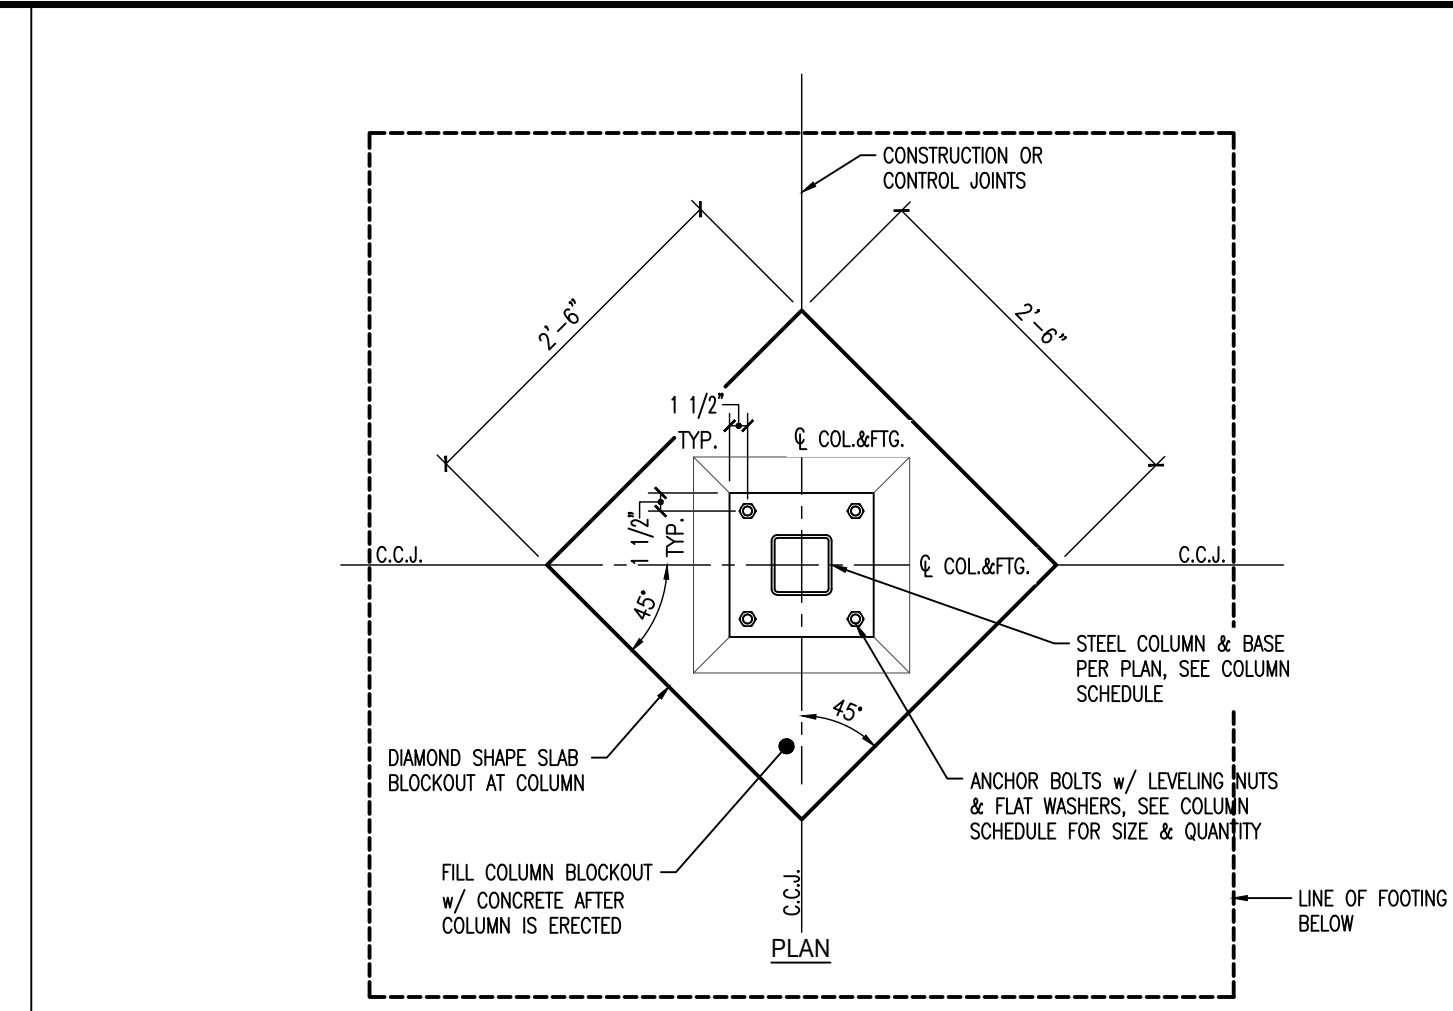 CONSTRUCTION OR
CONTROL JOINTS
2'-6"
2'-6"
1 1/2"
TYP.
℄ COL.&FTG.
1 1/2"
TYP.
C.C.J.
℄ COL.&FTG.
C.C.J.
45°
STEEL COLUMN & BASE
PER PLAN, SEE COLUMN
SCHEDULE
45°
DIAMOND SHAPE SLAB
BLOCKOUT AT COLUMN
ANCHOR BOLTS w/ LEVELING NUTS
& FLAT WASHERS, SEE COLUMN
SCHEDULE FOR SIZE & QUANTITY
FILL COLUMN BLOCKOUT
w/ CONCRETE AFTER
COLUMN IS ERECTED
C.C.J.
LINE OF FOOTING
BELOW
PLAN